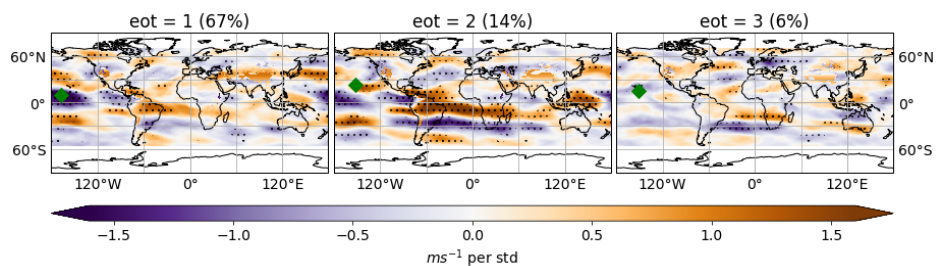 eot = 1 (67%) eot = 2 (14%) eot = 3 (6%)
60°N 60°N
0° 0°
60°S 60°S
120°W 0° 120°E 120°W 0° 120°E 120°W 0° 120°E
−1.5 −1.0 −0.5 0.0 0.5 1.0 1.5
ms⁻¹ per std